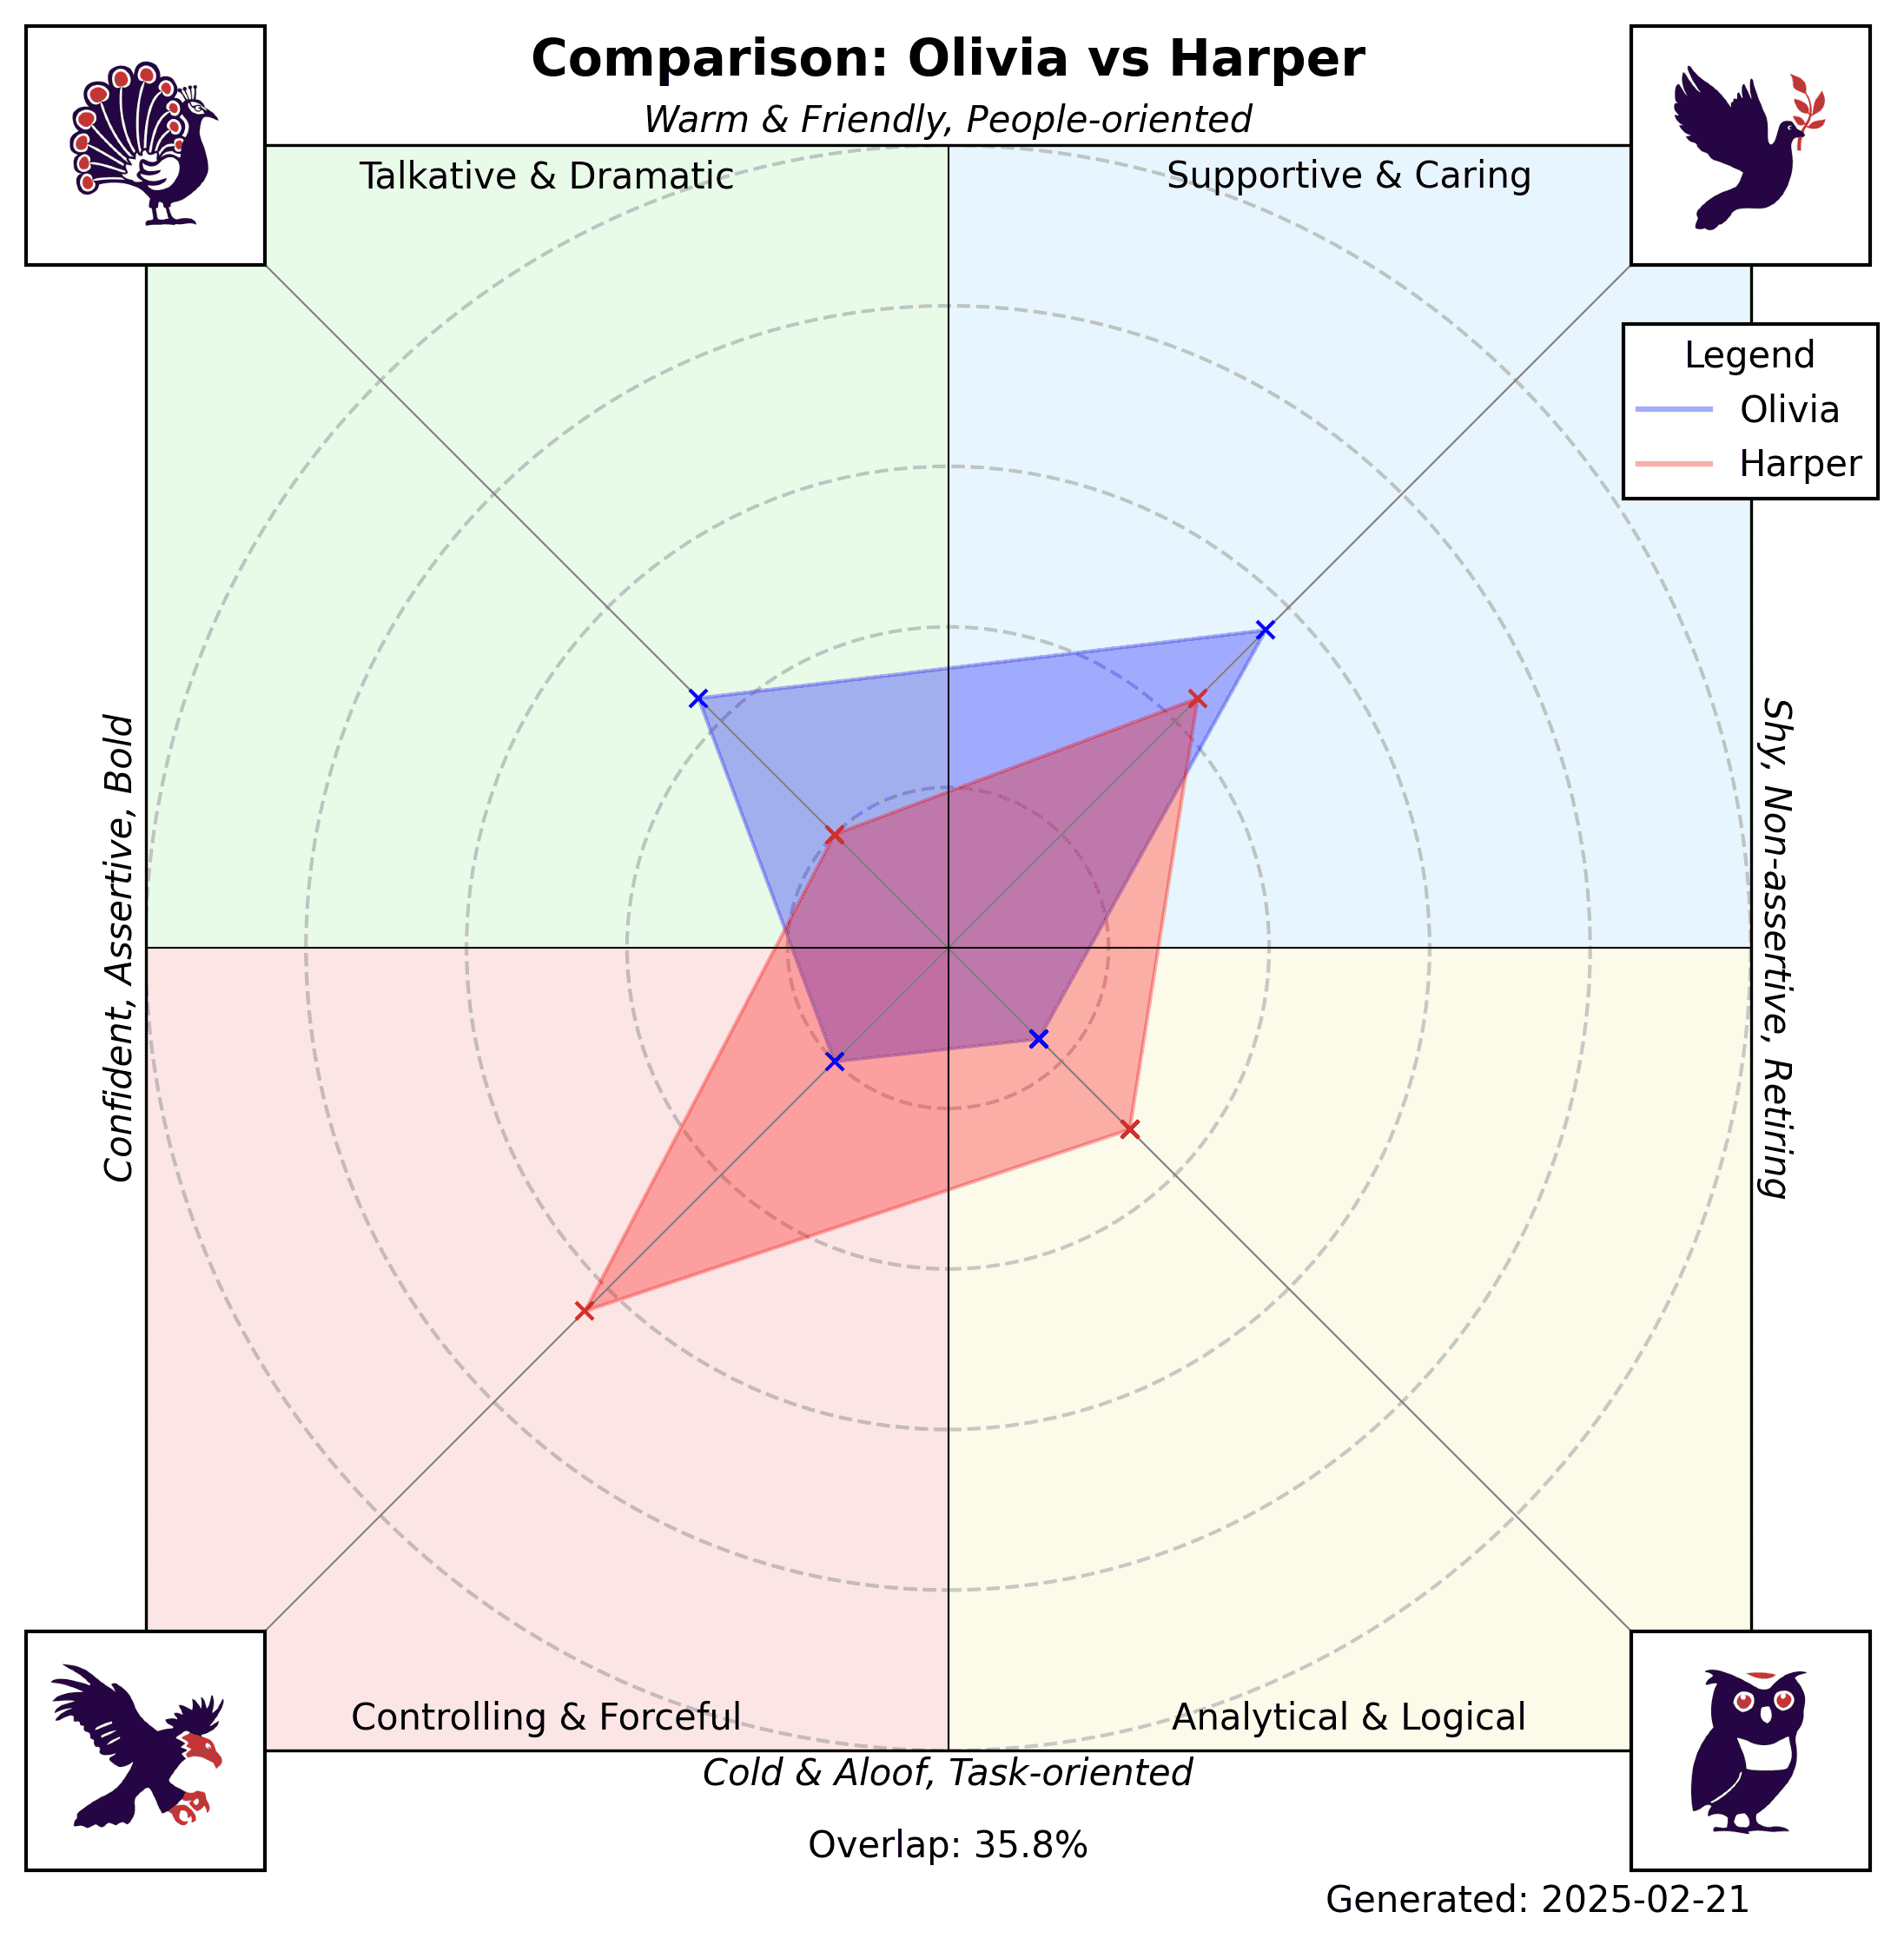 Comparison: Olivia vs Harper
Warm & Friendly, People-oriented
Talkative & Dramatic
Supportive & Caring
Legend
Olivia
Harper
Confident, Assertive, Bold
Shy, Non-assertive, Retiring
Controlling & Forceful
Analytical & Logical
Cold & Aloof, Task-oriented
Overlap: 35.8%
Generated: 2025-02-21